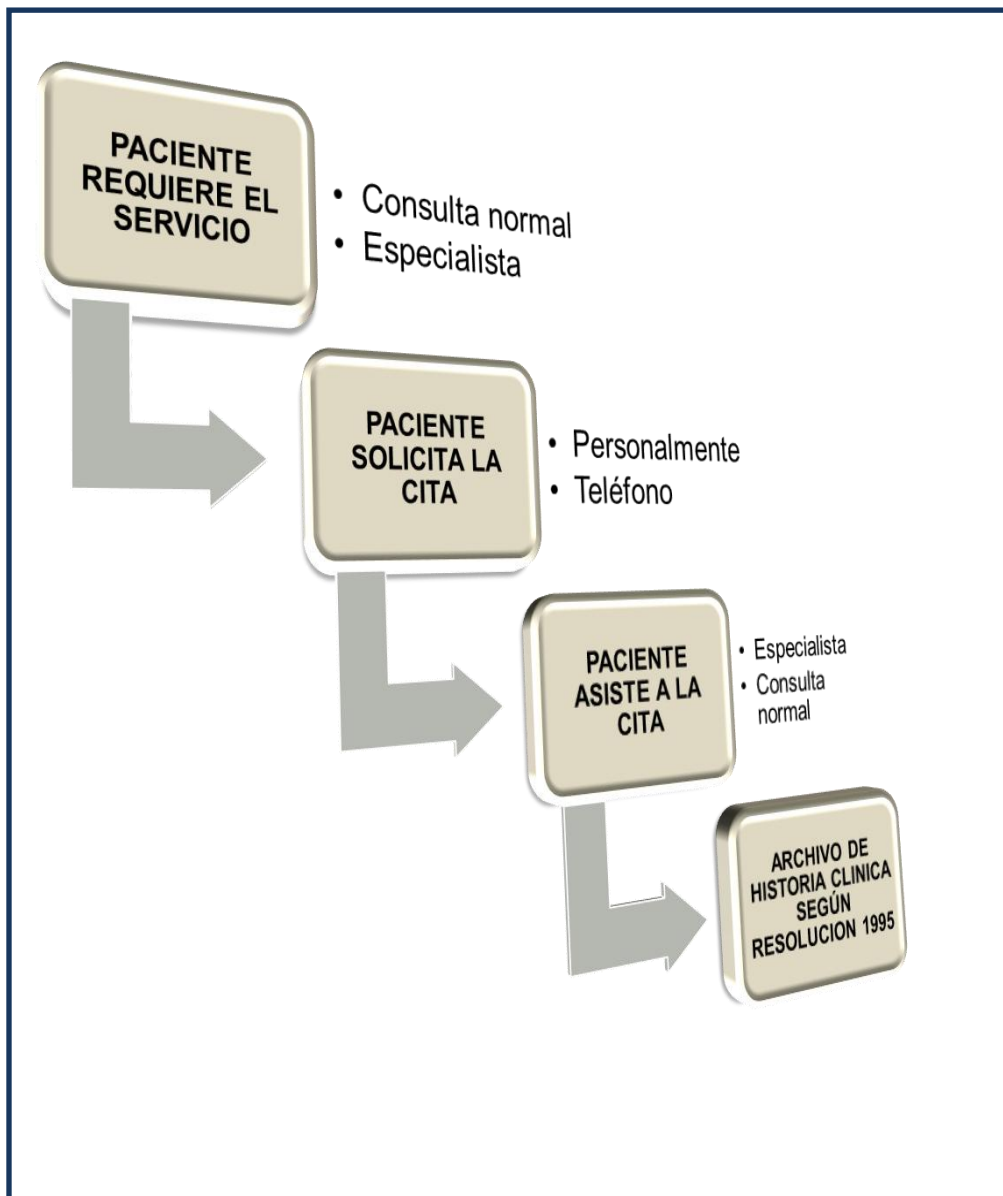 PACIENTE
REQUIERE EL
SERVICIO
• Consulta normal
• Especialista
PACIENTE
SOLICITA LA
CITA
• Personalmente
• Teléfono
PACIENTE
ASISTE A LA
CITA
• Especialista
• Consulta
normal
ARCHIVO DE
HISTORIA CLINICA
SEGÚN
RESOLUCION 1995